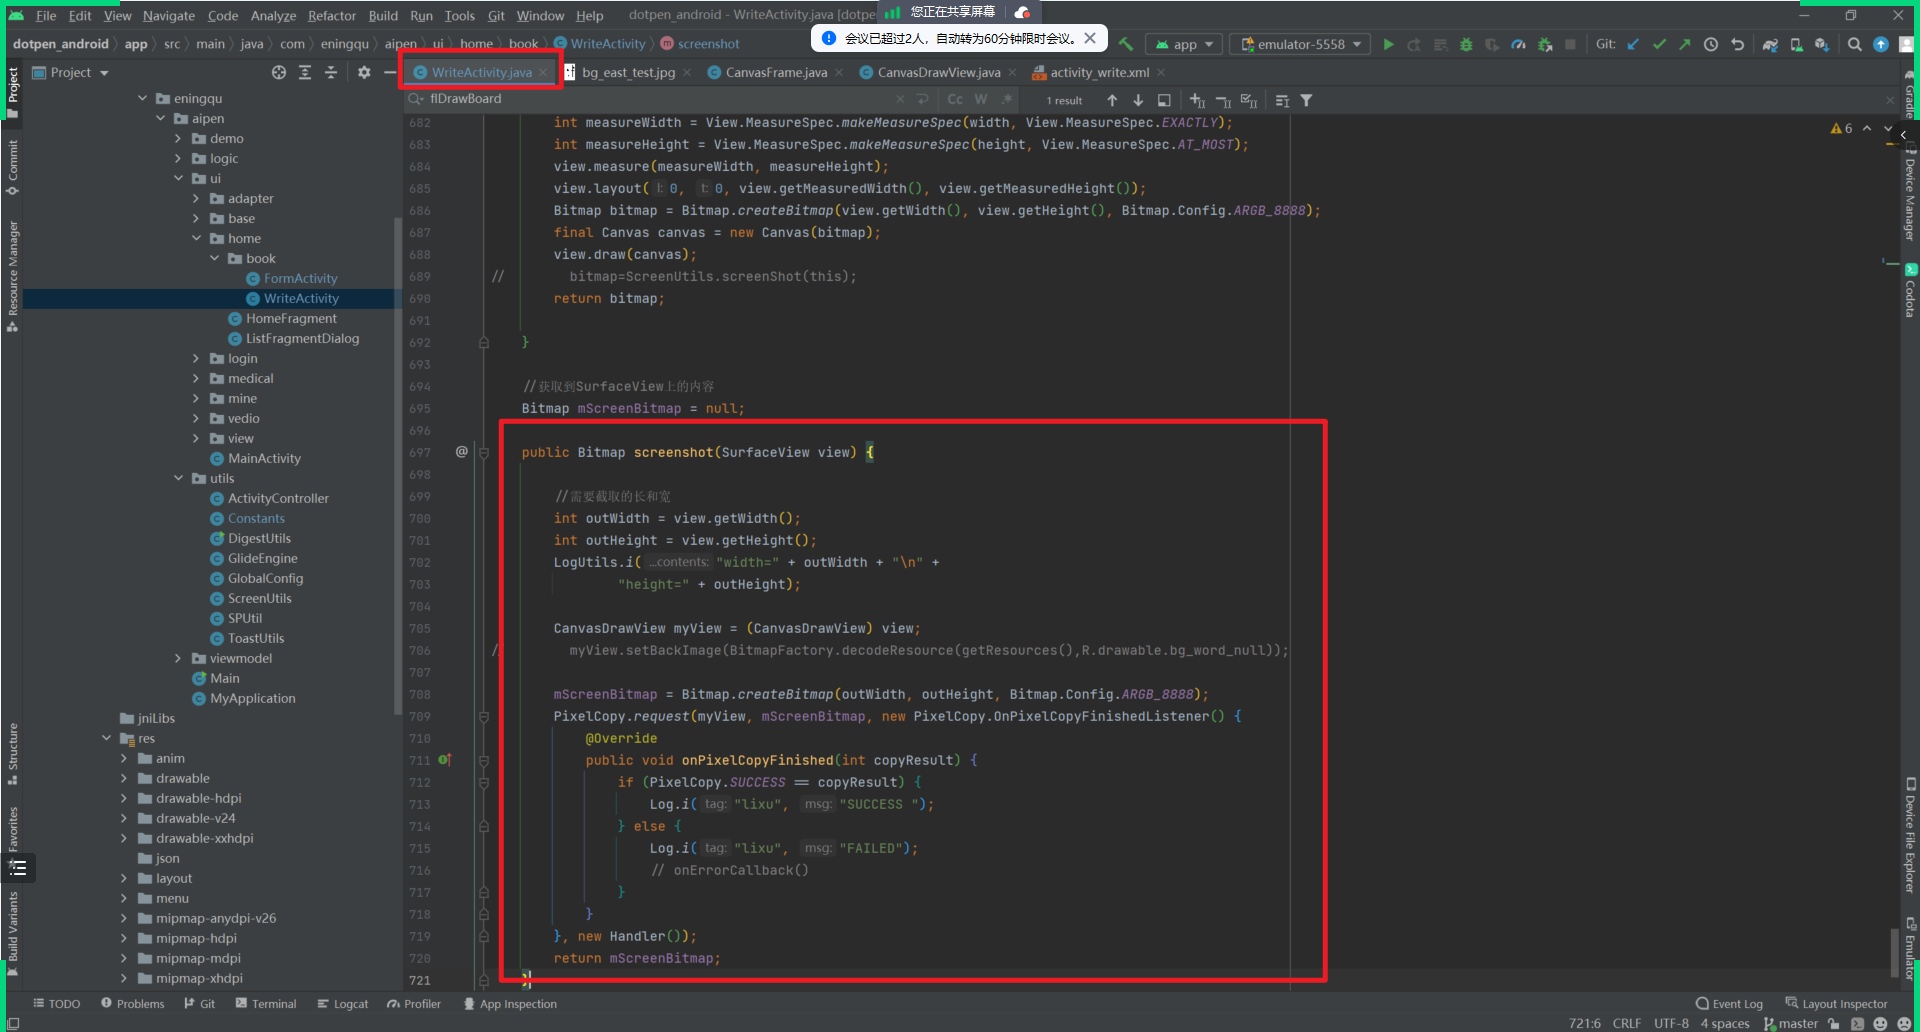 File Edit View Navigate Code Analyze Refactor Build Run Tools Git Window Help dotpen_android - WriteActivity.java [dotpen
您正在共享屏幕
会议已超过2人，自动转为60分钟限时会议。
dotpen_android app src main java com eningqu aipen ui home book WriteActivity screenshot
app emulator-5558 Git:
Project
WriteActivity.java bg_east_test.jpg CanvasFrame.java CanvasDrawView.java activity_write.xml
flDrawBoard Cc W .* 1 result
6
eningqu
aipen
demo
logic
ui
adapter
base
home
book
FormActivity
WriteActivity
HomeFragment
ListFragmentDialog
login
medical
mine
vedio
view
MainActivity
utils
ActivityController
Constants
DigestUtils
GlideEngine
GlobalConfig
ScreenUtils
SPUtil
ToastUtils
viewmodel
Main
MyApplication
jniLibs
res
anim
drawable
drawable-hdpi
drawable-v24
drawable-xxhdpi
json
layout
menu
mipmap-anydpi-v26
mipmap-hdpi
mipmap-mdpi
mipmap-xhdpi
682 int measureWidth = View.MeasureSpec.makeMeasureSpec(width, View.MeasureSpec.EXACTLY);
683 int measureHeight = View.MeasureSpec.makeMeasureSpec(height, View.MeasureSpec.AT_MOST);
684 view.measure(measureWidth, measureHeight);
685 view.layout( l: 0, t: 0, view.getMeasuredWidth(), view.getMeasuredHeight());
686 Bitmap bitmap = Bitmap.createBitmap(view.getWidth(), view.getHeight(), Bitmap.Config.ARGB_8888);
687 final Canvas canvas = new Canvas(bitmap);
688 view.draw(canvas);
689 // bitmap=ScreenUtils.screenShot(this);
690 return bitmap;
691
692 }
693
694 //获取到SurfaceView上的内容
695 Bitmap mScreenBitmap = null;
696
697 @ public Bitmap screenshot(SurfaceView view) {
698
699 //需要截取的长和宽
700 int outWidth = view.getWidth();
701 int outHeight = view.getHeight();
702 LogUtils.i( ...contents: "width=" + outWidth + "\n" +
703 "height=" + outHeight);
704
705 CanvasDrawView myView = (CanvasDrawView) view;
706 // myView.setBackImage(BitmapFactory.decodeResource(getResources(),R.drawable.bg_word_null));
707
708 mScreenBitmap = Bitmap.createBitmap(outWidth, outHeight, Bitmap.Config.ARGB_8888);
709 PixelCopy.request(myView, mScreenBitmap, new PixelCopy.OnPixelCopyFinishedListener() {
710 @Override
711 public void onPixelCopyFinished(int copyResult) {
712 if (PixelCopy.SUCCESS == copyResult) {
713 Log.i( tag: "lixu", msg: "SUCCESS ");
714 } else {
715 Log.i( tag: "lixu", msg: "FAILED");
716 // onErrorCallback()
717 }
718 }
719 }, new Handler());
720 return mScreenBitmap;
721 }
Project
Commit
Resource Manager
Structure
Favorites
Build Variants
Gradle
Device Manager
Codota
Device File Explorer
Emulator
TODO Problems Git Terminal Logcat Profiler App Inspection Event Log Layout Inspector
721:6 CRLF UTF-8 4 spaces master